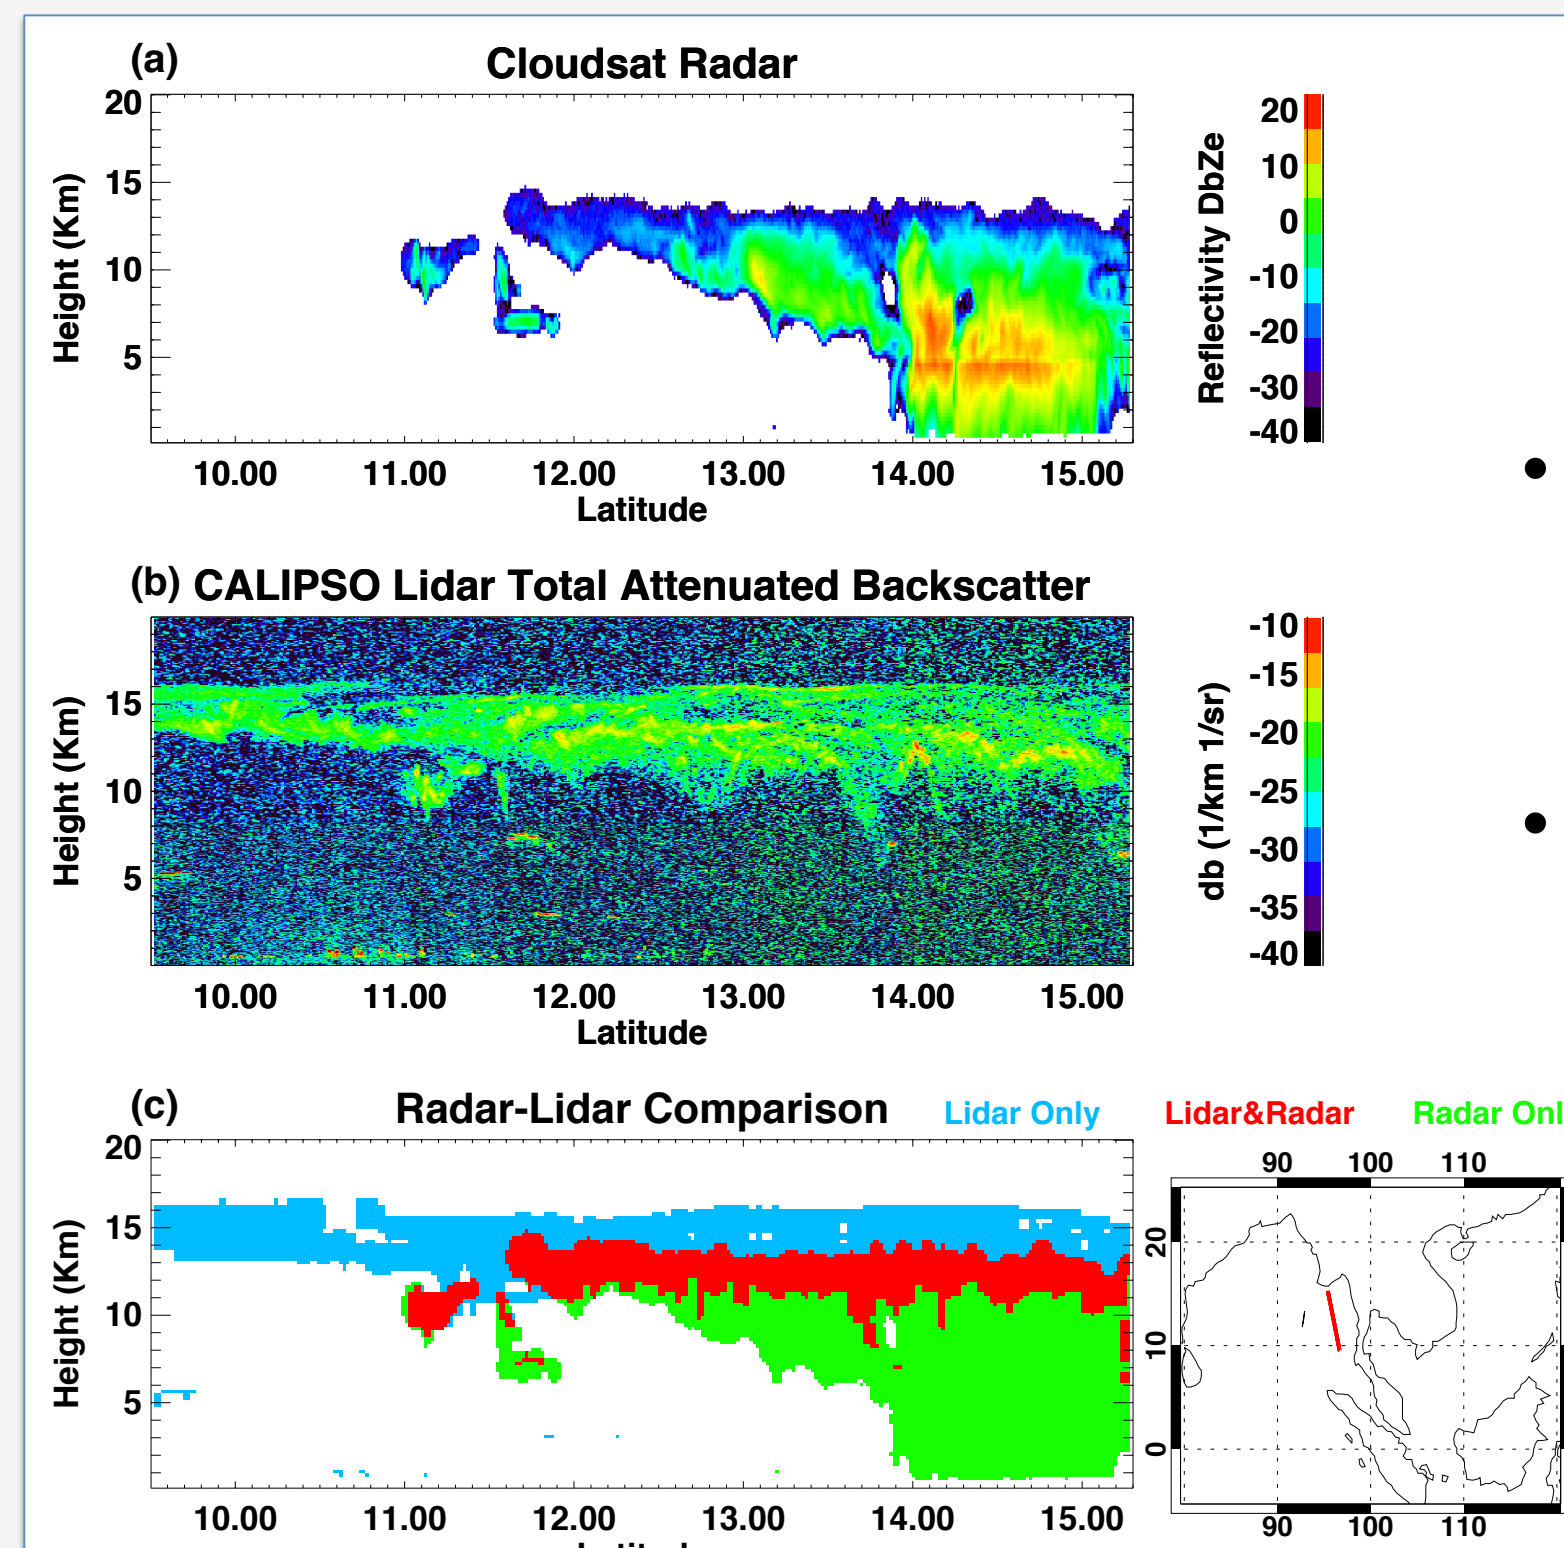 (a) Cloudsat Radar
20
15
10
5
Height (Km)
10.00 11.00 12.00 13.00 14.00 15.00
Latitude
Reflectivity DbZe
20
10
0
-10
-20
-30
-40
(b) CALIPSO Lidar Total Attenuated Backscatter
15
10
5
Height (Km)
10.00 11.00 12.00 13.00 14.00 15.00
Latitude
db (1/km 1/sr)
-10
-15
-20
-25
-30
-35
-40
(c) Radar-Lidar Comparison Lidar Only Lidar&Radar Radar Onl
20
15
10
5
Height (Km)
10.00 11.00 12.00 13.00 14.00 15.00
90 100 110
20
10
0
90 100 110